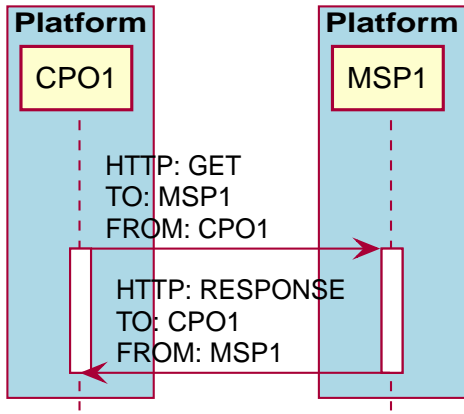 Platform
Platform
CPO1
MSP1
HTTP: GET
TO: MSP1
FROM: CPO1
HTTP: RESPONSE
TO: CPO1
FROM: MSP1